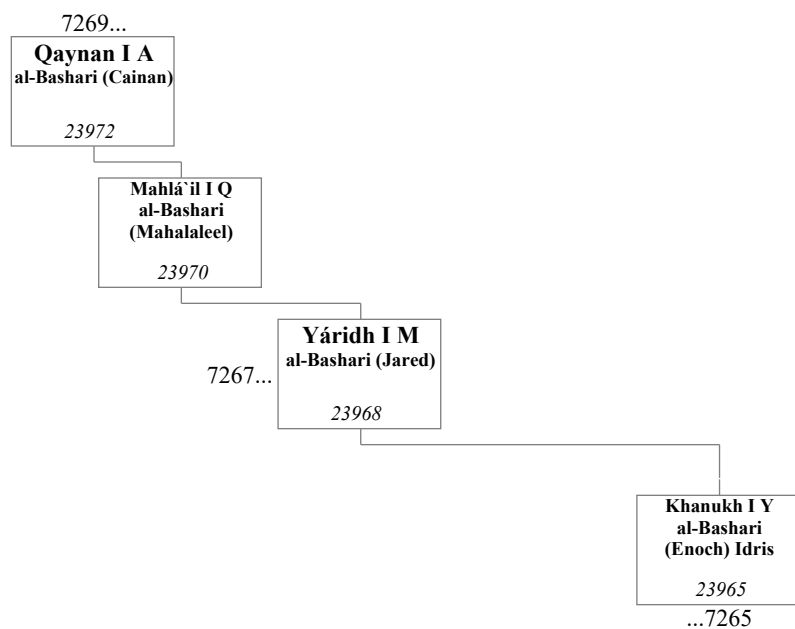 7269...
Qaynan I A
al-Bashari (Cainan)
23972
Mahlá`il I Q
al-Bashari
(Mahalaleel)
23970
Yáridh I M
al-Bashari (Jared)
7267...
23968
Khanukh I Y
al-Bashari
(Enoch) Idris
23965
...7265